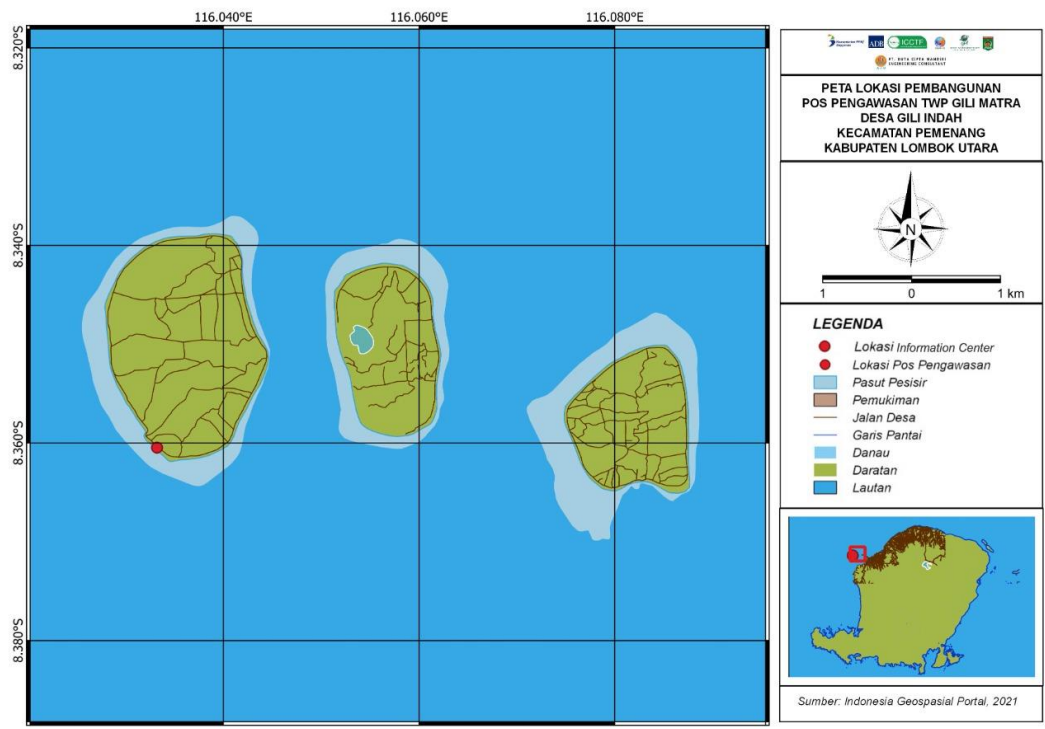 116.040°E 116.060°E 116.080°E
8.320°S
8.340°S
8.360°S
8.380°S
ADB ICCTF
PETA LOKASI PEMBANGUNAN
POS PENGAWASAN TWP GILI MATRA
DESA GILI INDAH
KECAMATAN PEMENANG
KABUPATEN LOMBOK UTARA
N
1 0 1 km
LEGENDA
Lokasi Information Center
Lokasi Pos Pengawasan
Pasut Pesisir
Pemukiman
Jalan Desa
Garis Pantai
Danau
Daratan
Lautan
Sumber: Indonesia Geospasial Portal, 2021